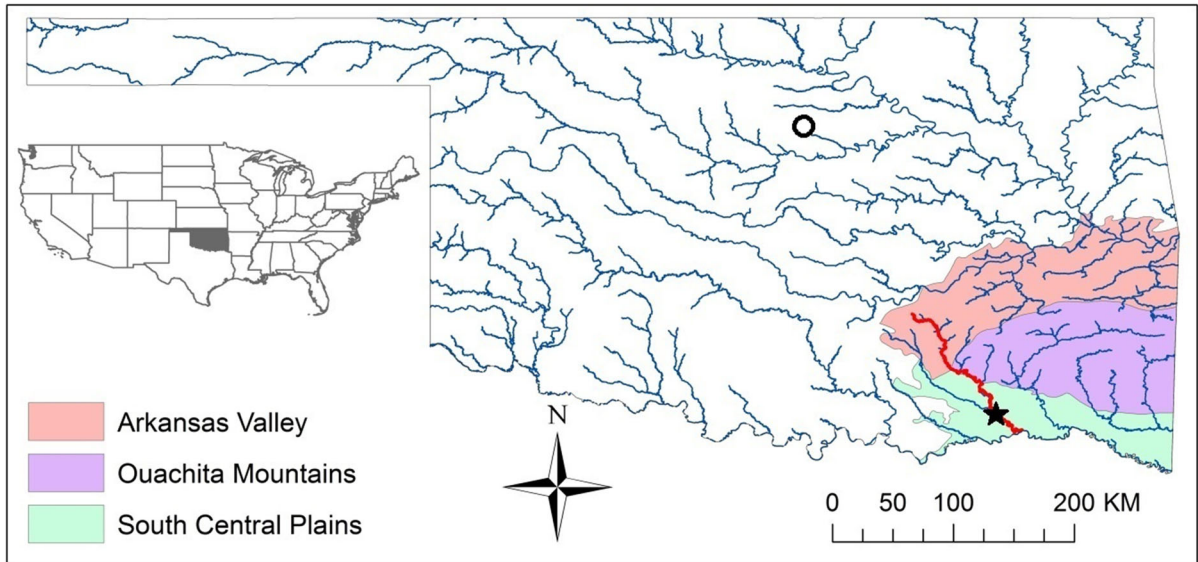 Arkansas Valley
Ouachita Mountains
South Central Plains
N
0 50 100 200 KM